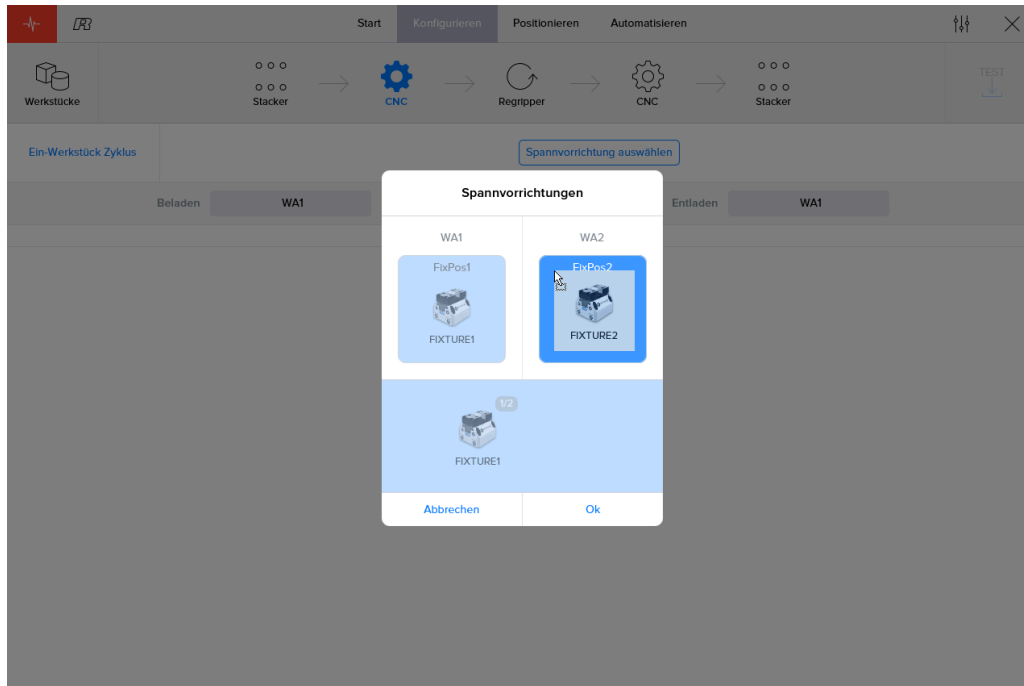 Start Konfigurieren Positionieren Automatisieren
Werkstücke Stacker CNC Regripper CNC Stacker TEST
Ein-Werkstück Zyklus Spannvorrichtung auswählen
Beladen WA1 Entladen WA1
Spannvorrichtungen
WA1 WA2
FixPos1 FixPos2
FIXTURE1 FIXTURE2
1/2
FIXTURE1
Abbrechen Ok